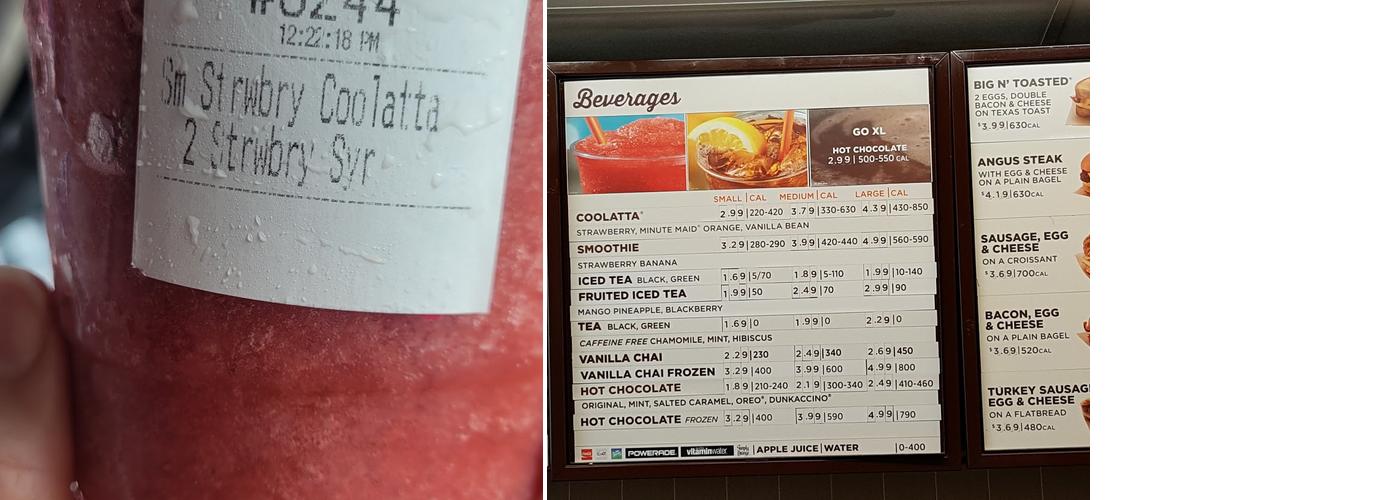 #8244
12:22:18 PM
Sm Strwbry Coolatta
2 Strwbry Syr
Beverages
GO XL
HOT CHOCOLATE
2.99 | 500-550 CAL
SMALL | CAL MEDIUM | CAL LARGE | CAL
COOLATTA® 2.99 | 220-420 3.79 | 330-630 4.39 | 430-850
STRAWBERRY, MINUTE MAID® ORANGE, VANILLA BEAN
SMOOTHIE 3.29 | 280-290 3.99 | 420-440 4.99 | 560-590
STRAWBERRY BANANA
ICED TEA BLACK, GREEN 1.69 | 5/70 1.89 | 5-110 1.99 | 10-140
FRUITED ICED TEA 1.99 | 50 2.49 | 70 2.99 | 90
MANGO PINEAPPLE, BLACKBERRY
TEA BLACK, GREEN 1.69 | 0 1.99 | 0 2.29 | 0
CAFFEINE FREE CHAMOMILE, MINT, HIBISCUS
VANILLA CHAI 2.29 | 230 2.49 | 340 2.69 | 450
VANILLA CHAI FROZEN 3.29 | 400 3.99 | 600 4.99 | 800
HOT CHOCOLATE 1.89 | 210-240 2.19 | 300-340 2.49 | 410-460
ORIGINAL, MINT, SALTED CARAMEL, OREO®, DUNKACCINO®
HOT CHOCOLATE FROZEN 3.29 | 400 3.99 | 590 4.99 | 790
POWERADE vitaminwater APPLE JUICE | WATER | 0-400
BIG N' TOASTED®
2 EGGS, DOUBLE
BACON & CHEESE
ON TEXAS TOAST
$3.99 | 630CAL
ANGUS STEAK
WITH EGG & CHEESE
ON A PLAIN BAGEL
$4.19 | 630CAL
SAUSAGE, EGG
& CHEESE
ON A CROISSANT
$3.69 | 700CAL
BACON, EGG
& CHEESE
ON A PLAIN BAGEL
$3.69 | 520CAL
TURKEY SAUSAG
EGG & CHEESE
ON A FLATBREAD
$3.69 | 480CAL